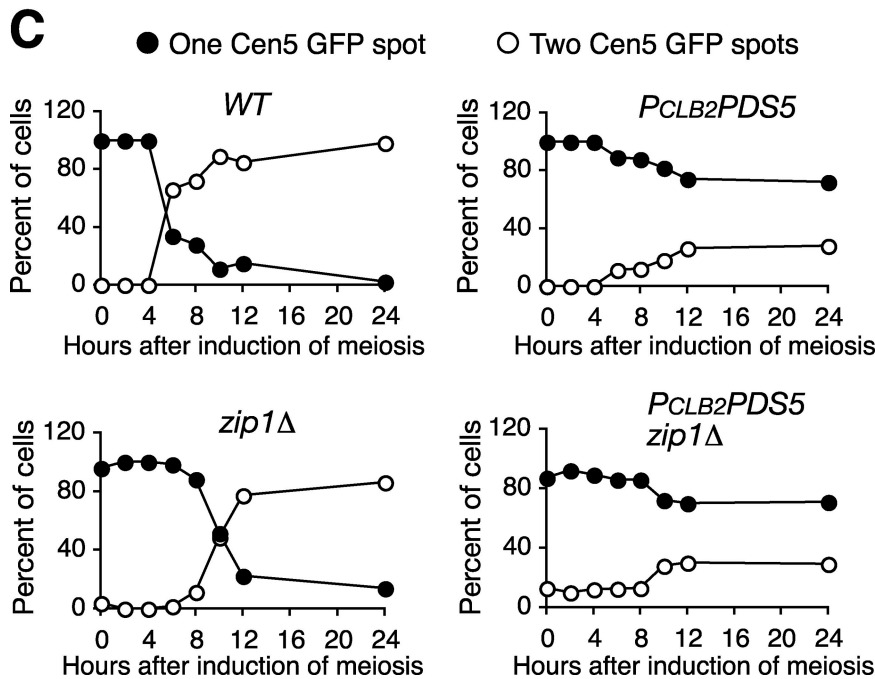 C
One Cen5 GFP spot
Two Cen5 GFP spots
WT
Percent of cells
120
80
40
0
0 4 8 12 16 20 24
Hours after induction of meiosis
PCLB2PDS5
Percent of cells
120
80
40
0
0 4 8 12 16 20 24
Hours after induction of meiosis
zip1Δ
Percent of cells
120
80
40
0
0 4 8 12 16 20 24
Hours after induction of meiosis
PCLB2PDS5
zip1Δ
Percent of cells
120
80
40
0
0 4 8 12 16 20 24
Hours after induction of meiosis